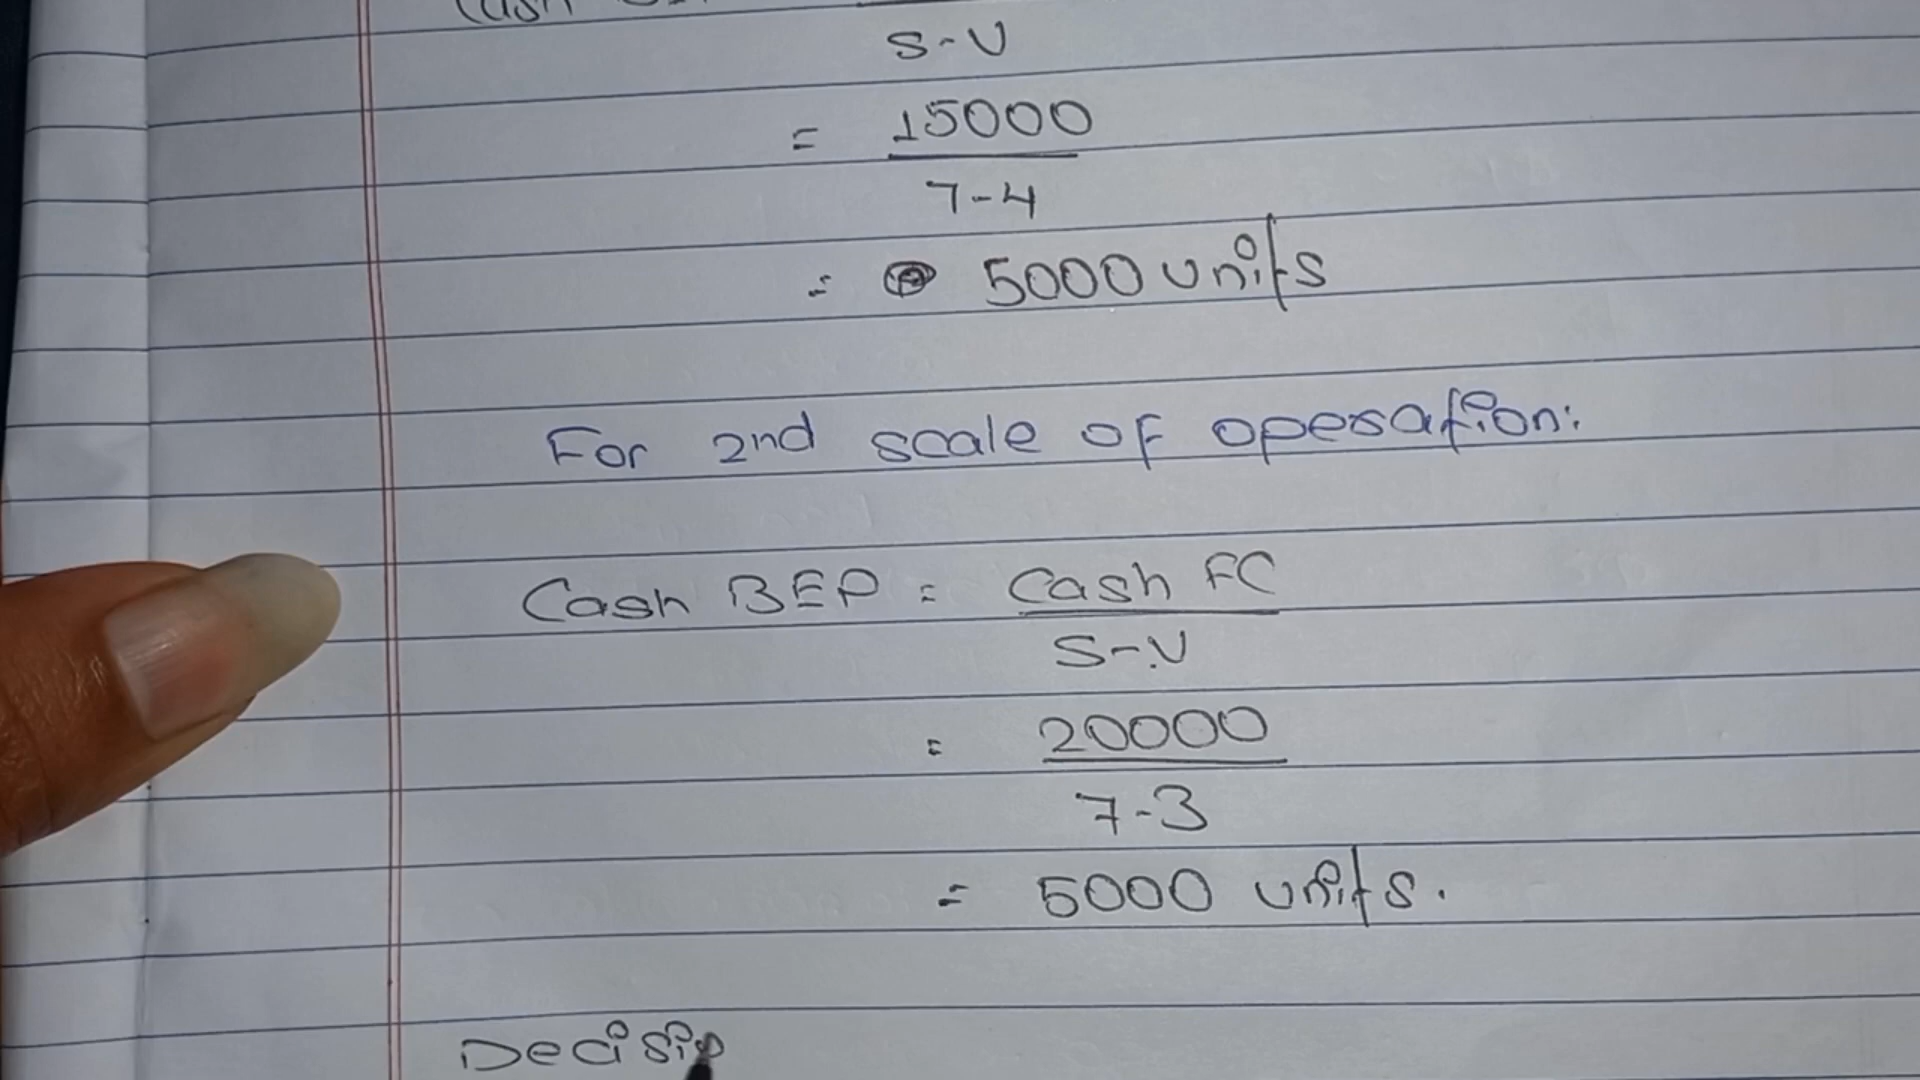 Cash
S-V
= 15000
7-4
= 5000 units
For 2nd scale of operation:
Cash BEP = Cash FC
S-V
= 20000
7-3
= 5000 units.
Decisio